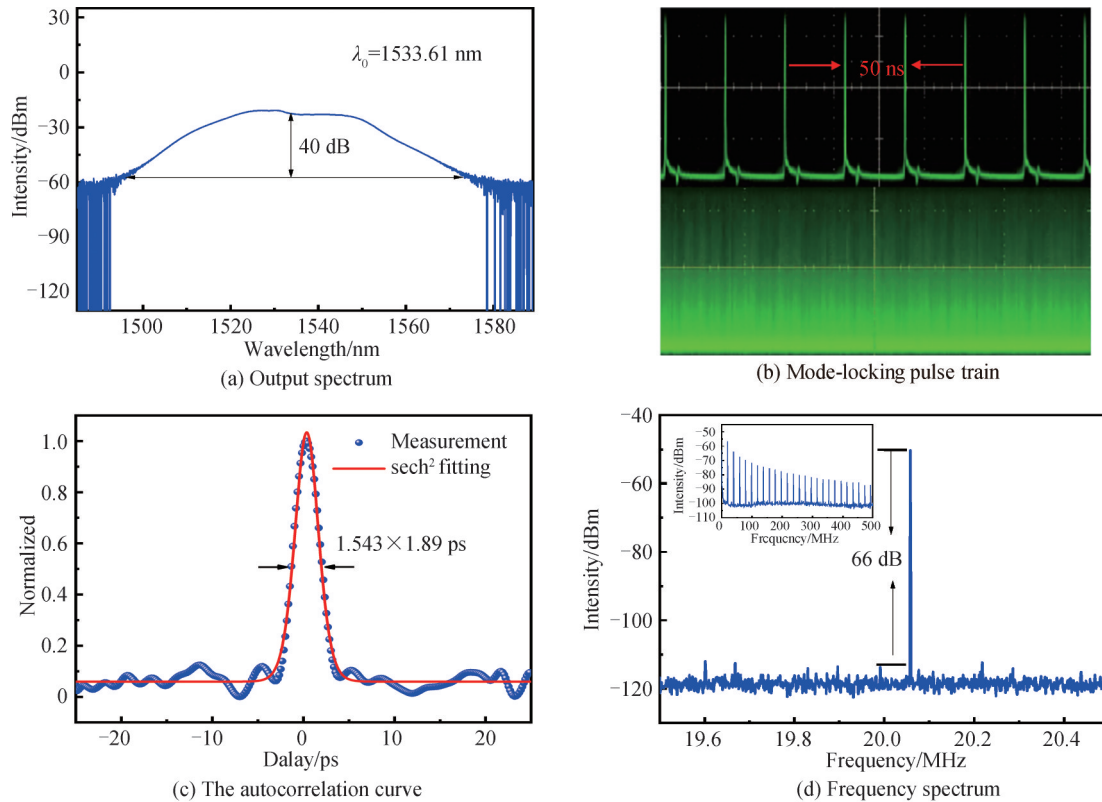 30
0
−30
−60
−90
−120
Intensity/dBm
λ0=1533.61 nm
40 dB
1500 1520 1540 1560 1580
Wavelength/nm
(a) Output spectrum
50 ns
(b) Mode-locking pulse train
1.0
0.8
0.6
0.4
0.2
0
Normalized
Measurement
sech² fitting
1.543×1.89 ps
−20 −10 0 10 20
Dalay/ps
(c) The autocorrelation curve
−40
−60
−80
−100
−120
Intensity/dBm
−45
−50
−60
−70
−80
−90
−100
−110
Intensity/dBm
0 100 200 300 400 500
Frequency/MHz
66 dB
19.6 19.8 20.0 20.2 20.4
Frequency/MHz
(d) Frequency spectrum